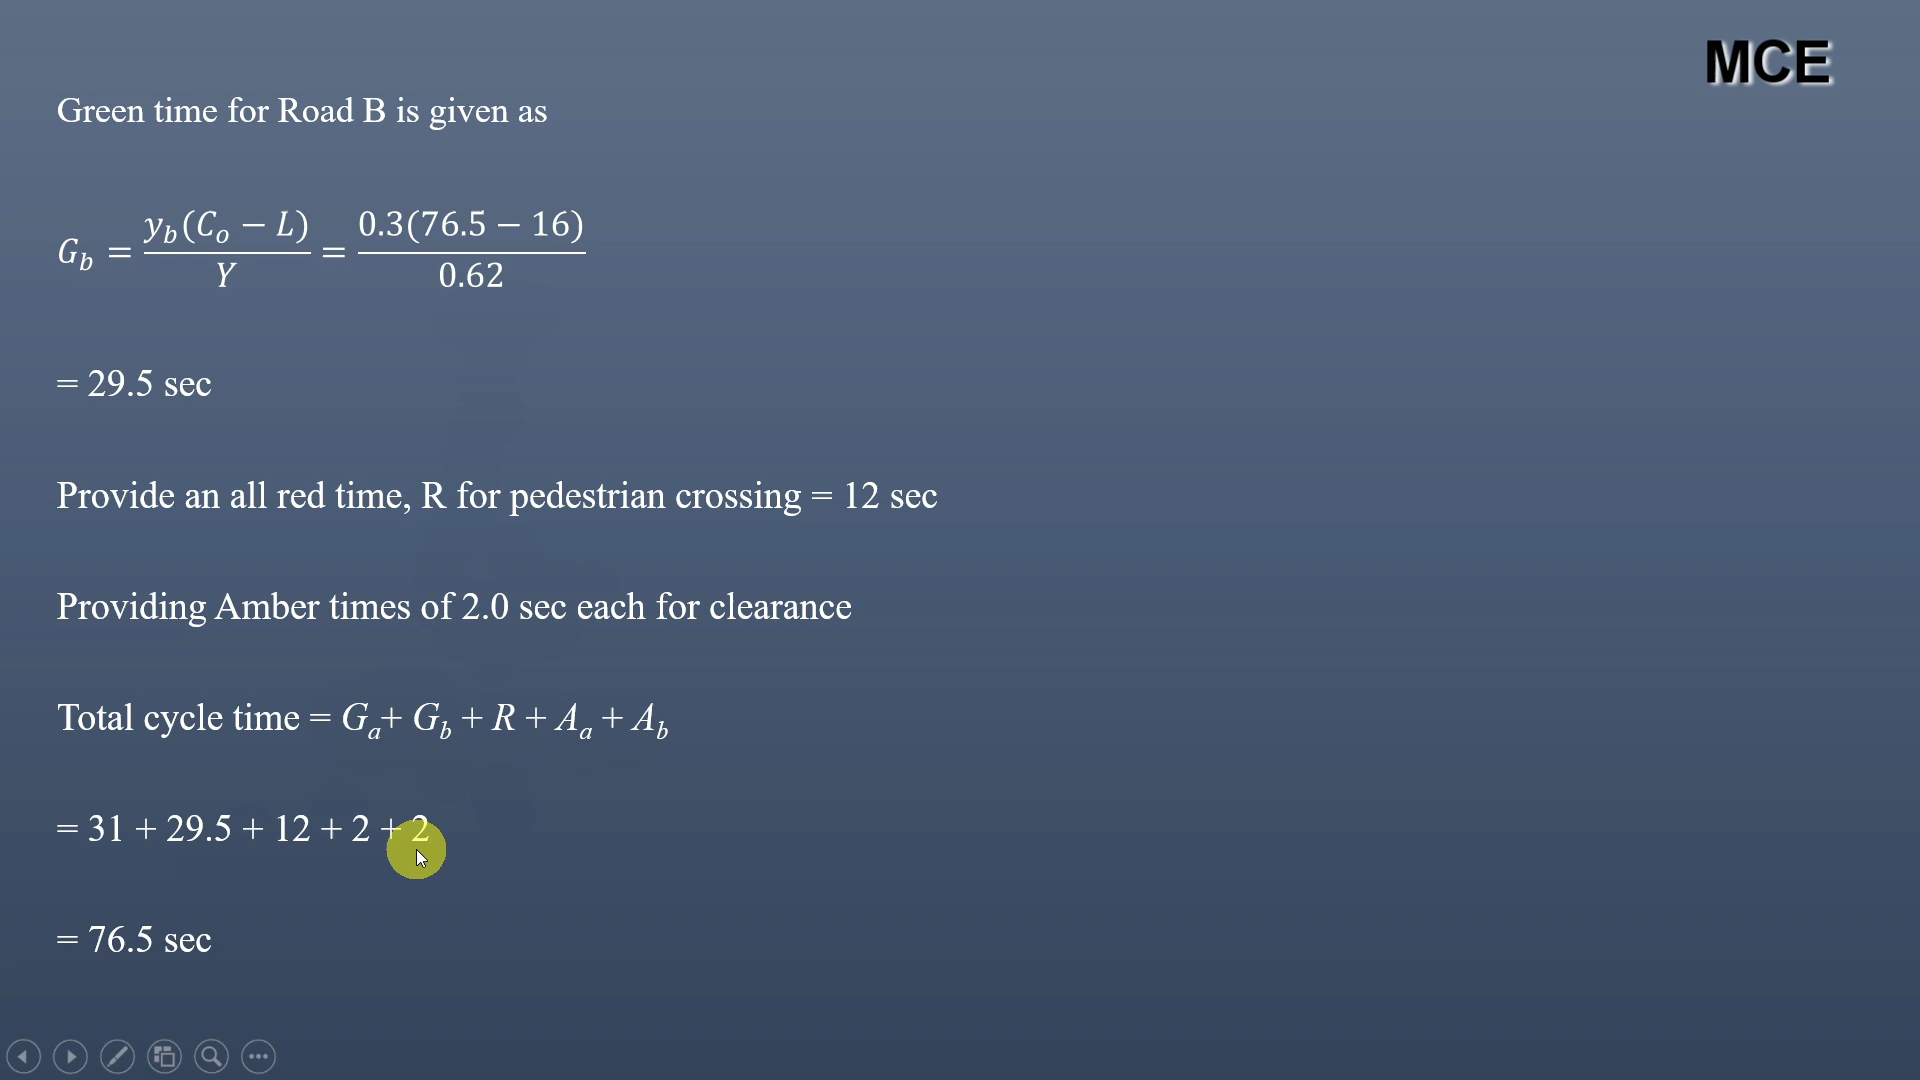 MCE
Green time for Road B is given as
G_b = y_b(C_o − L) / Y = 0.3(76.5 − 16) / 0.62
= 29.5 sec
Provide an all red time, R for pedestrian crossing = 12 sec
Providing Amber times of 2.0 sec each for clearance
Total cycle time = G_a + G_b + R + A_a + A_b
= 31 + 29.5 + 12 + 2 + 2
= 76.5 sec